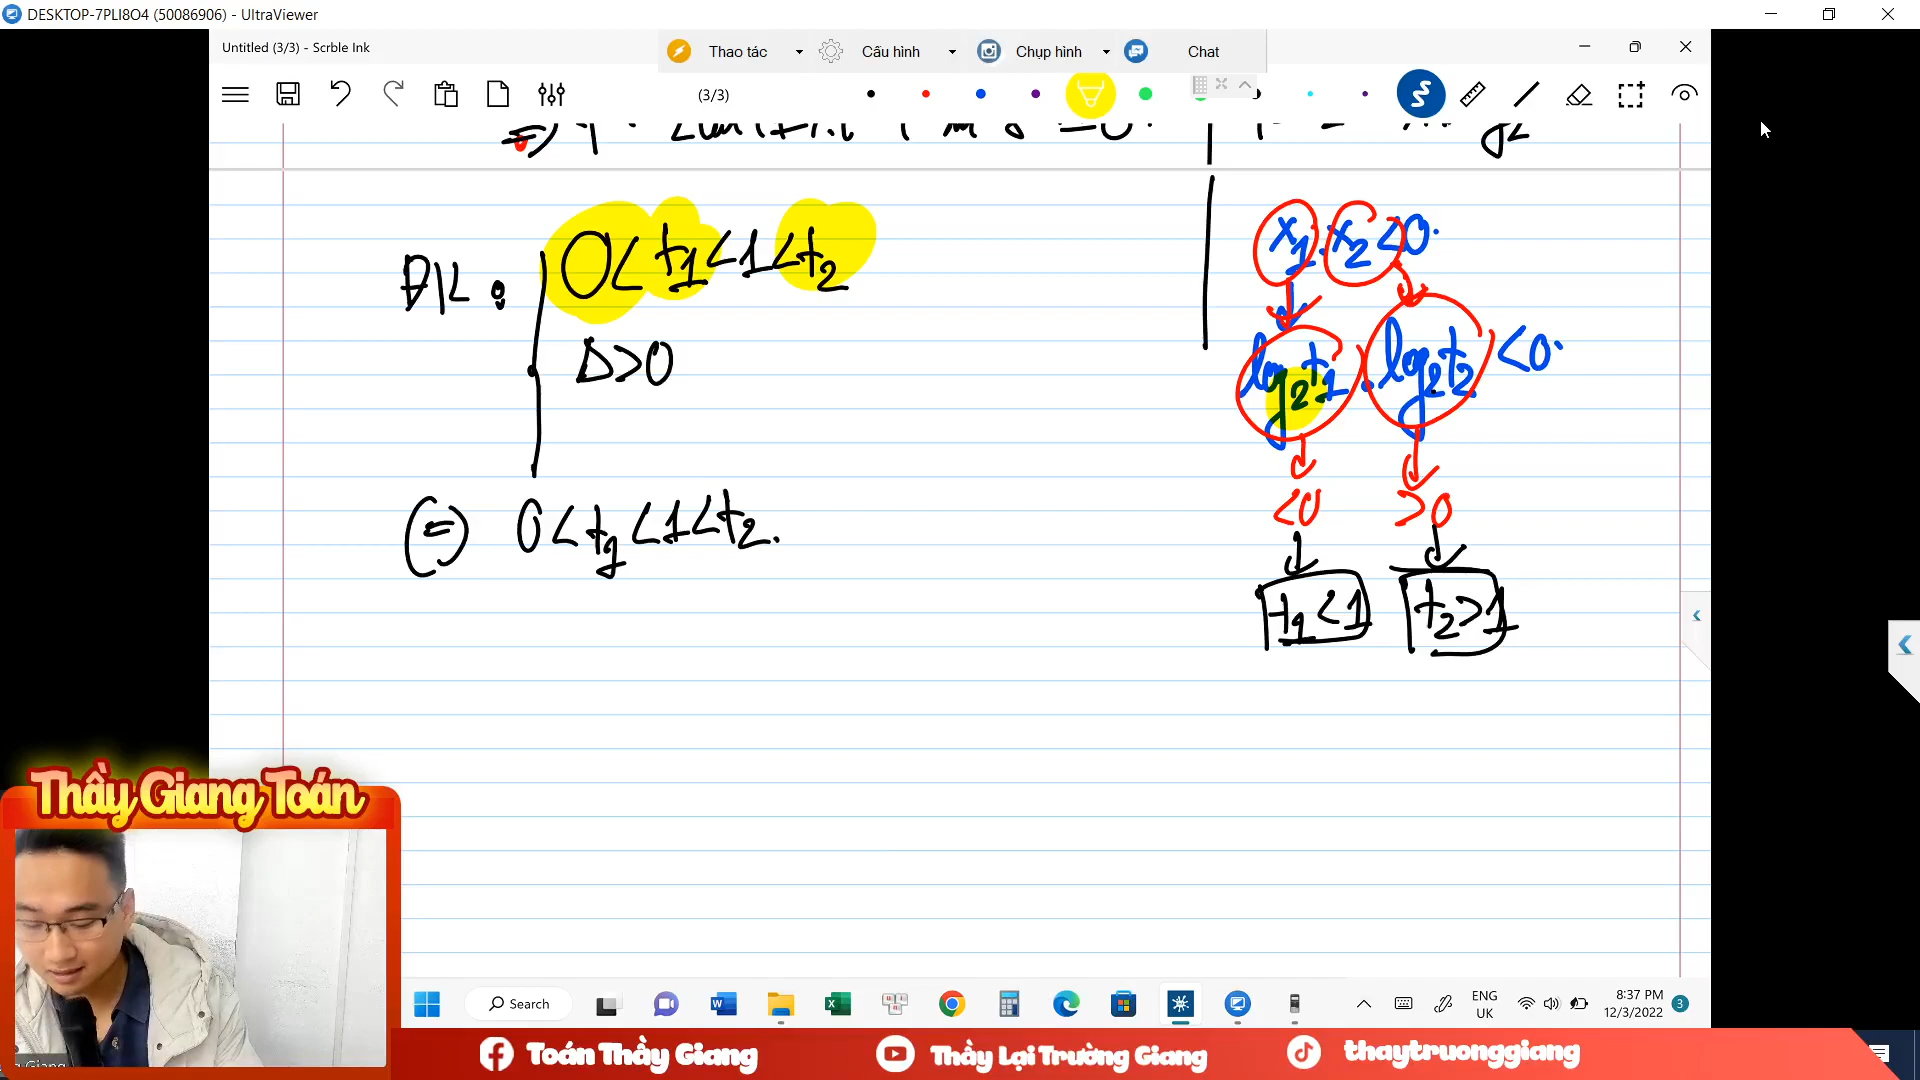 DESKTOP-7PLI8O4 (50086906) - UltraViewer
Untitled (3/3) - Scrble Ink
Thao tác
Cấu hình
Chụp hình
Chat
(3/3)
ĐK: 0 < t1 < 1 < t2
Δ > 0
(=) 0 < t1 < 1 < t2.
x1 . x2 < 0.
log2t1 . log2t2 < 0.
<0 >0
t1 < 1 t2 > 1
Thầy Giang Toán
Search
ENG
UK
8:37 PM
12/3/2022
3
Toán Thầy Giang
Thầy Lại Trường Giang
thaytruonggiang